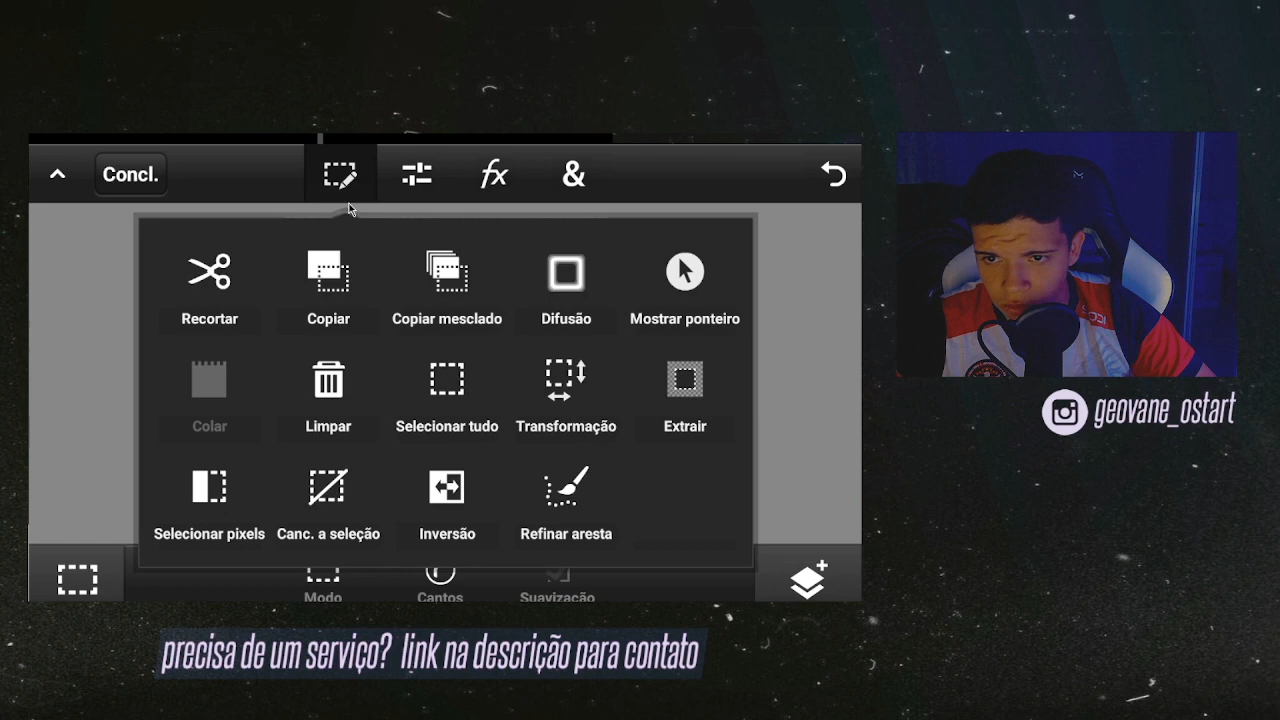 Concl.
fx
&
Recortar
Copiar
Copiar mesclado
Difusão
Mostrar ponteiro
Colar
Limpar
Selecionar tudo
Transformação
Extrair
Selecionar pixels
Canc. a seleção
Inversão
Refinar aresta
Modo
Cantos
Suavização
geovane_ostart
precisa de um serviço? link na descrição para contato